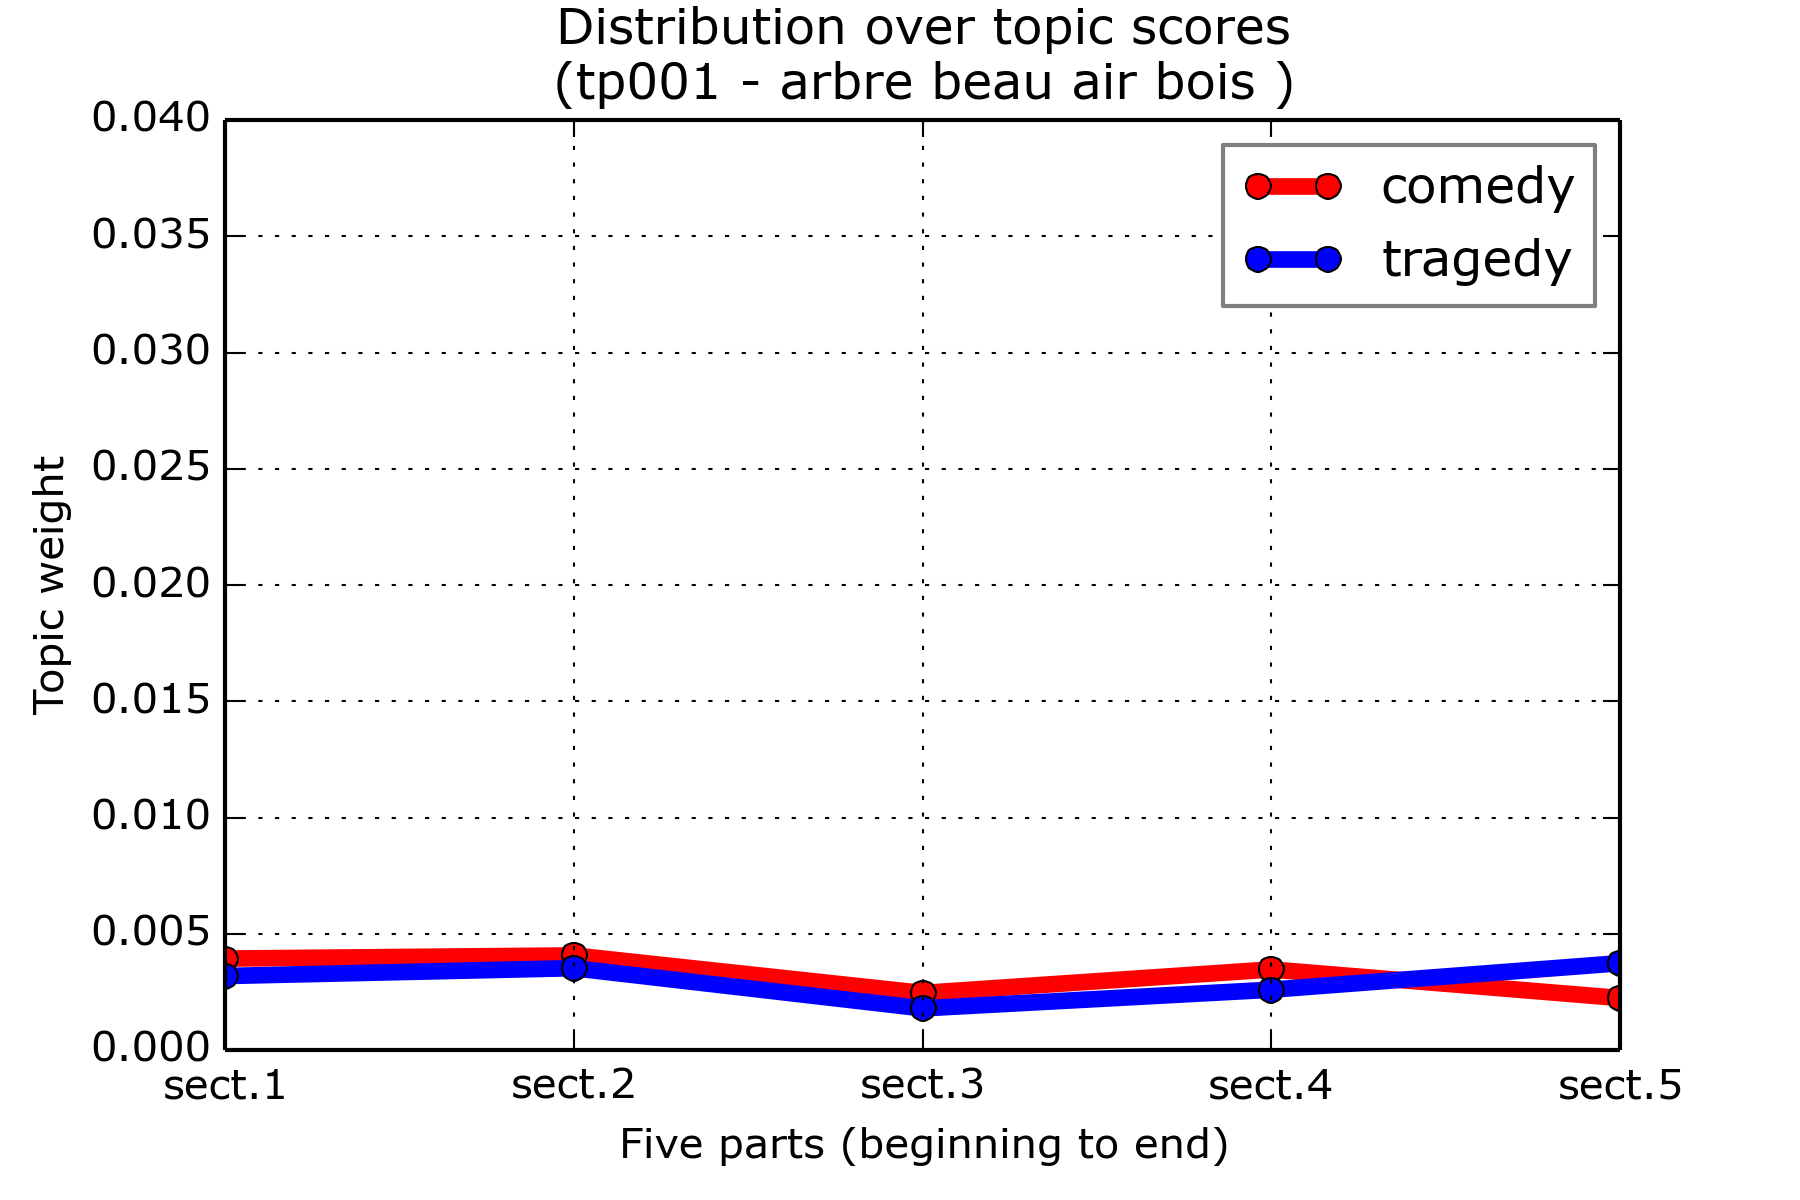 Distribution over topic scores
(tp001 - arbre beau air bois )
comedy
tragedy
Topic weight
0.040
0.035
0.030
0.025
0.020
0.015
0.010
0.005
0.000
sect.1 sect.2 sect.3 sect.4 sect.5
Five parts (beginning to end)